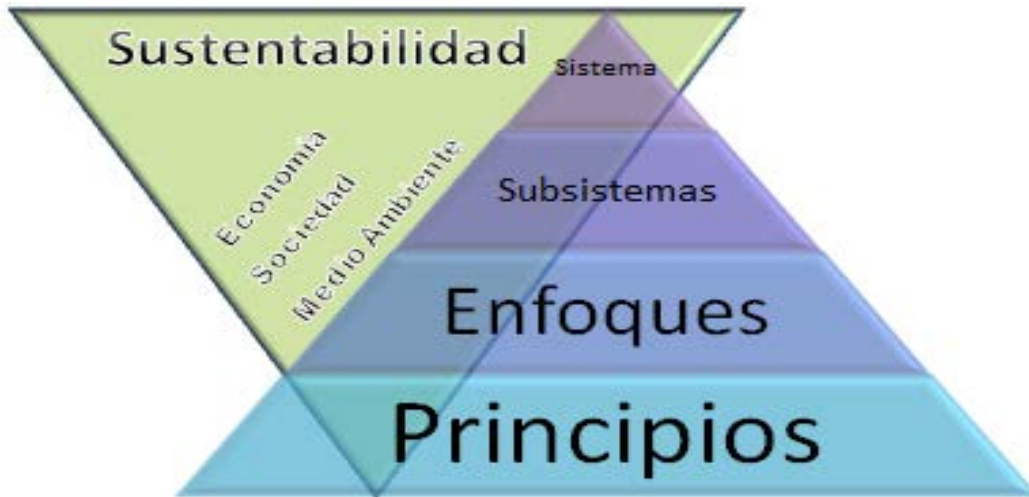 Sustentabilidad
Sistema
Economía
Sociedad
Medio Ambiente
Subsistemas
Enfoques
Principios